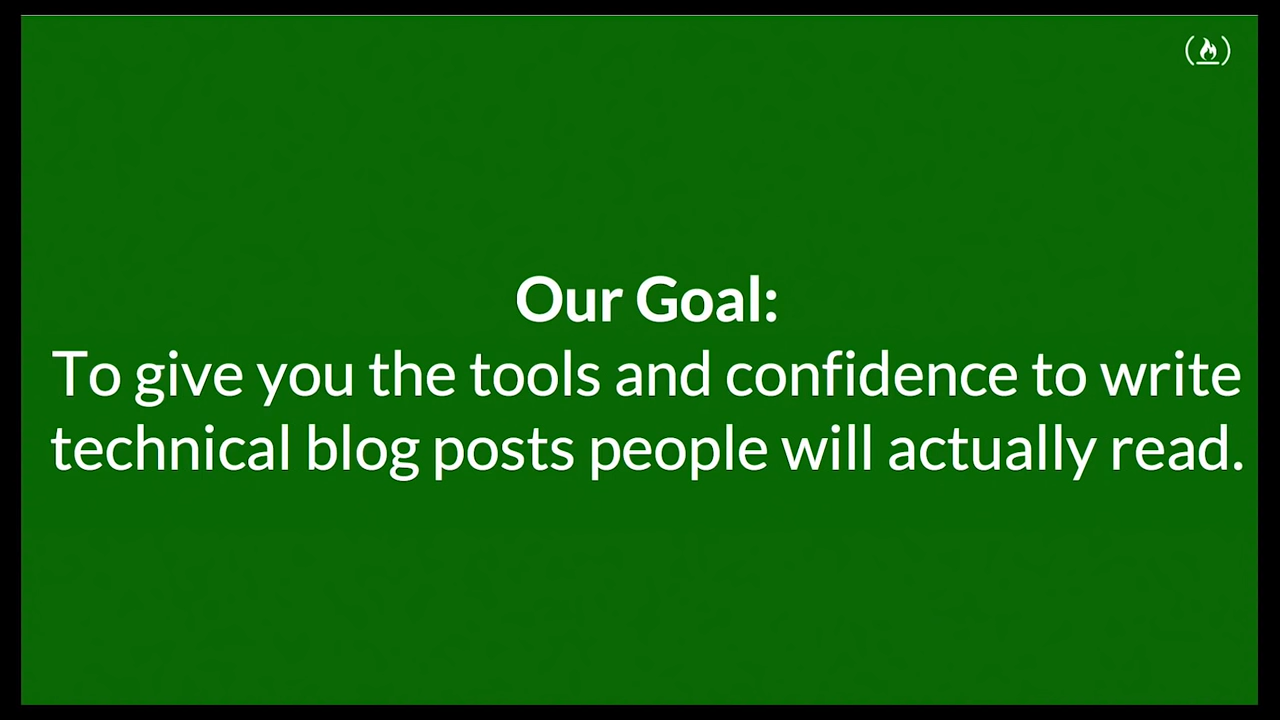 Our Goal:
To give you the tools and confidence to write
technical blog posts people will actually read.